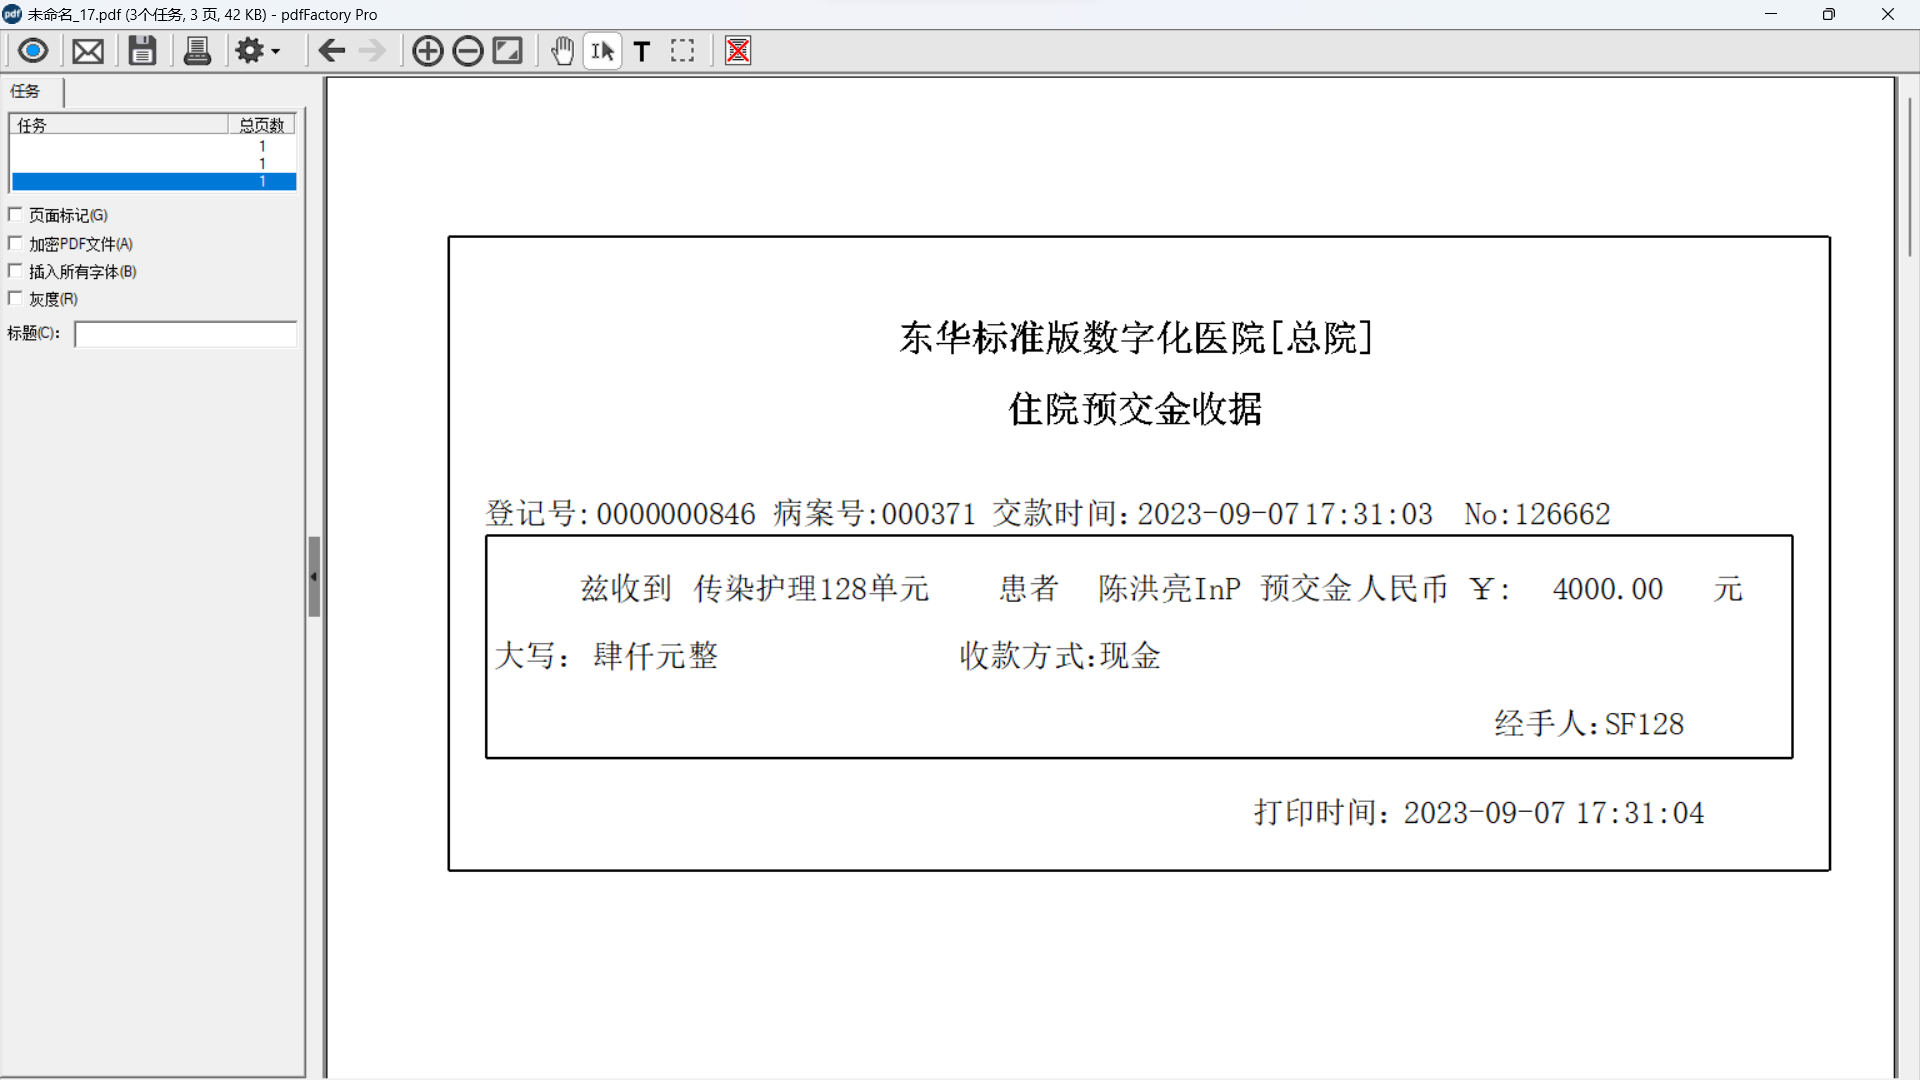 未命名_17.pdf (3个任务, 3 页, 42 KB) - pdfFactory Pro
任务
任务 总页数
1
1
1
页面标记(G)
加密PDF文件(A)
插入所有字体(B)
灰度(R)
标题(C):
东华标准版数字化医院[总院]
住院预交金收据
登记号:0000000846 病案号:000371 交款时间:2023-09-07 17:31:03 No:126662
兹收到 传染护理128单元 患者 陈洪亮InP 预交金人民币 ¥: 4000.00 元
大写: 肆仟元整 收款方式:现金
经手人:SF128
打印时间: 2023-09-07 17:31:04